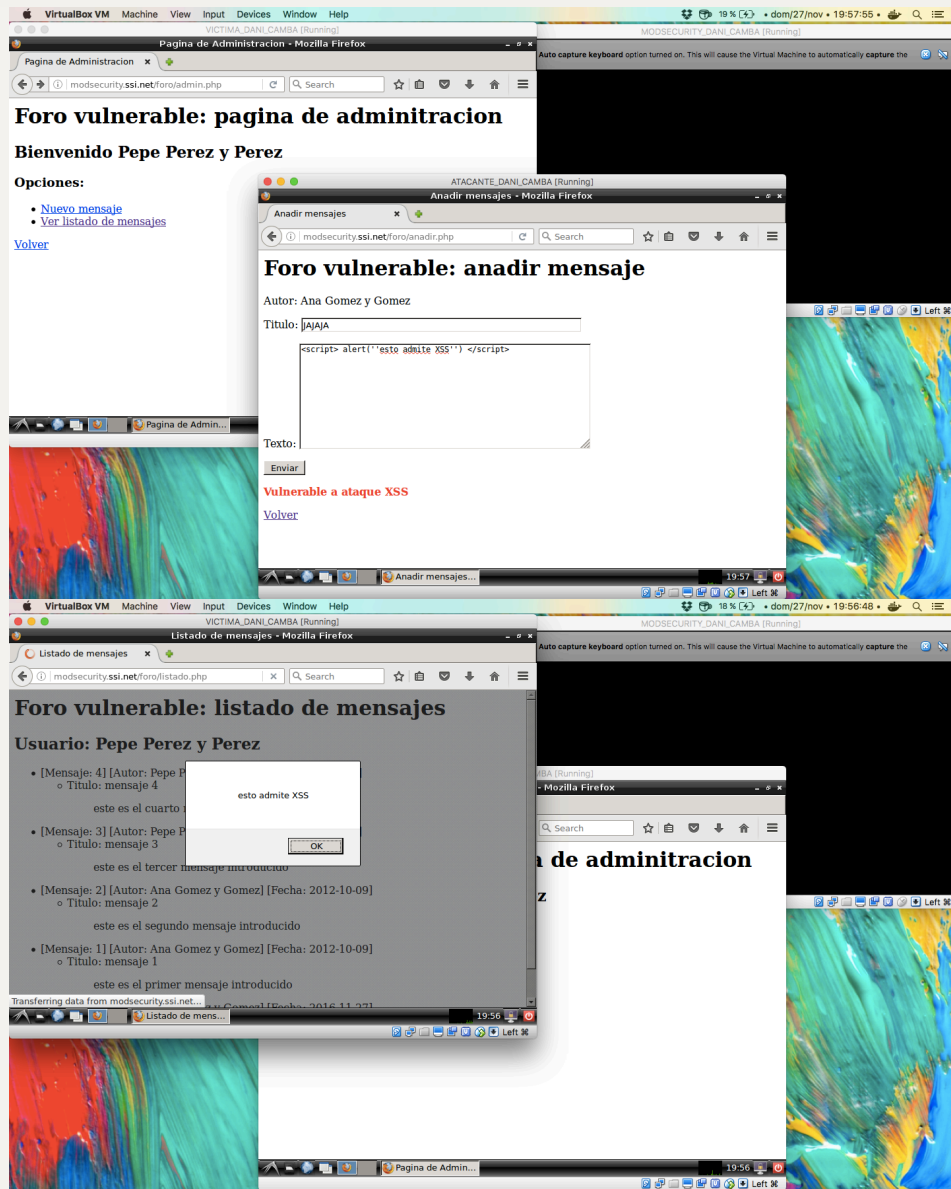 VirtualBox VM Machine View Input Devices Window Help 19 % dom/27/nov • 19:57:55
VICTIMA_DANI_CAMBA [Running]
MODSECURITY_DANI_CAMBA [Running]
Pagina de Administracion - Mozilla Firefox
Auto capture keyboard option turned on. This will cause the Virtual Machine to automatically capture the
Pagina de Administracion
modsecurity.ssi.net/foro/admin.php Search
Foro vulnerable: pagina de adminitracion
Bienvenido Pepe Perez y Perez
Opciones:
• Nuevo mensaje
• Ver listado de mensajes
Volver
Pagina de Admin...
ATACANTE_DANI_CAMBA [Running]
Anadir mensajes - Mozilla Firefox
Anadir mensajes
modsecurity.ssi.net/foro/anadir.php Search
Foro vulnerable: anadir mensaje
Autor: Ana Gomez y Gomez
Titulo: JAJAJA
<script> alert(''esto admite XSS'') </script>
Texto:
Enviar
Vulnerable a ataque XSS
Volver
Anadir mensajes...
19:57
Left ⌘
Left ⌘
VirtualBox VM Machine View Input Devices Window Help 18 % dom/27/nov • 19:56:48
VICTIMA_DANI_CAMBA [Running]
MODSECURITY_DANI_CAMBA [Running]
Listado de mensajes - Mozilla Firefox
Auto capture keyboard option turned on. This will cause the Virtual Machine to automatically capture the
Listado de mensajes
modsecurity.ssi.net/foro/listado.php Search
Foro vulnerable: listado de mensajes
Usuario: Pepe Perez y Perez
• [Mensaje: 4] [Autor: Pepe P
◦ Titulo: mensaje 4
este es el cuarto
• [Mensaje: 3] [Autor: Pepe P
◦ Titulo: mensaje 3
este es el tercer mensaje introducido
• [Mensaje: 2] [Autor: Ana Gomez y Gomez] [Fecha: 2012-10-09]
◦ Titulo: mensaje 2
este es el segundo mensaje introducido
• [Mensaje: 1] [Autor: Ana Gomez y Gomez] [Fecha: 2012-10-09]
◦ Titulo: mensaje 1
este es el primer mensaje introducido
y Gomez] [Fecha: 2016-11-27]
esto admite XSS
OK
Transferring data from modsecurity.ssi.net...
Listado de mens...
19:56
Left ⌘
MBA [Running]
- Mozilla Firefox
Search
a de adminitracion
z
Left ⌘
Pagina de Admin...
19:56
Left ⌘